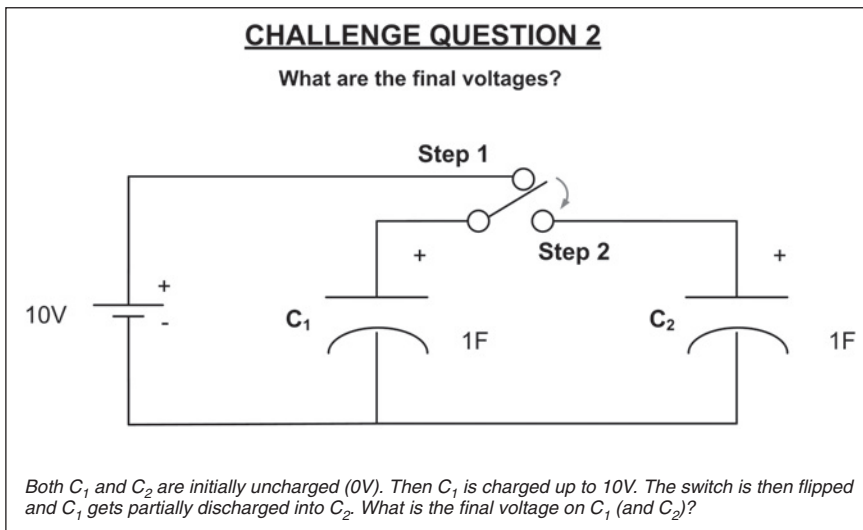 CHALLENGE QUESTION 2
What are the final voltages?
Step 1
Step 2
+
+
+
10V
-
C₁
1F
C₂
1F
Both C₁ and C₂ are initially uncharged (0V). Then C₁ is charged up to 10V. The switch is then flipped
and C₁ gets partially discharged into C₂. What is the final voltage on C₁ (and C₂)?